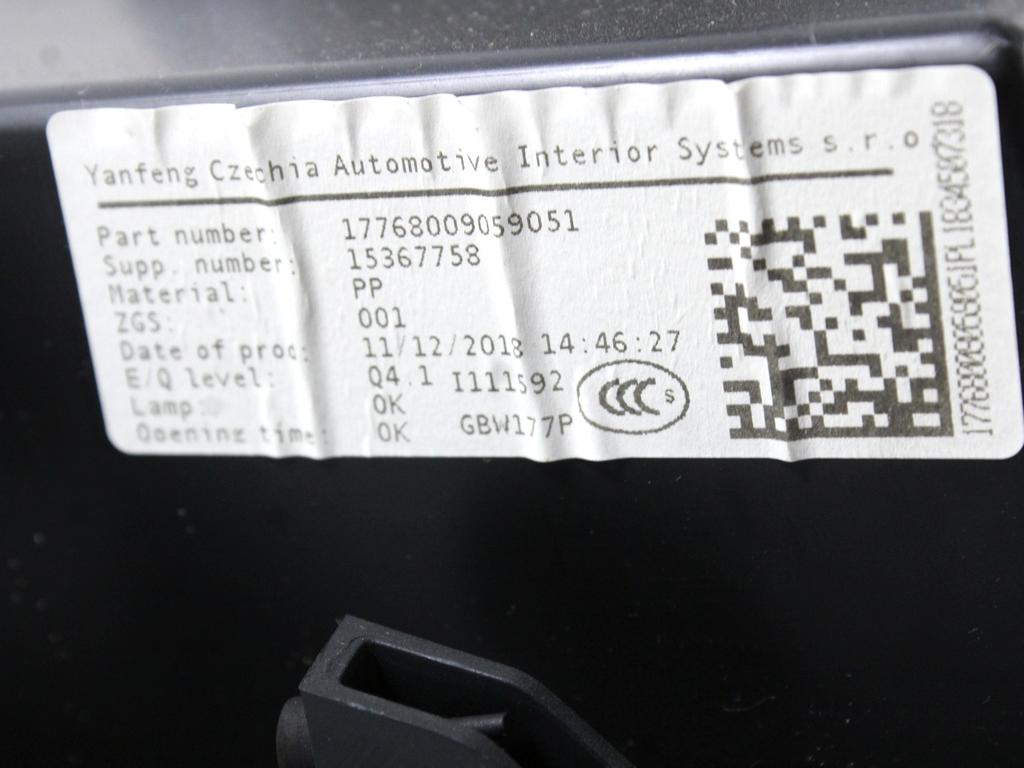 Yanfeng Czechia Automotive Interior Systems s.r.o
Part number: 17768009059051
Supp. number: 15367758
Material: PP
ZGS: 001
Date of prod: 11/12/2018 14:46:27
E/Q level: Q4.1 I111592
Lamp: OK
Opening time: OK GBW177P
CCC S